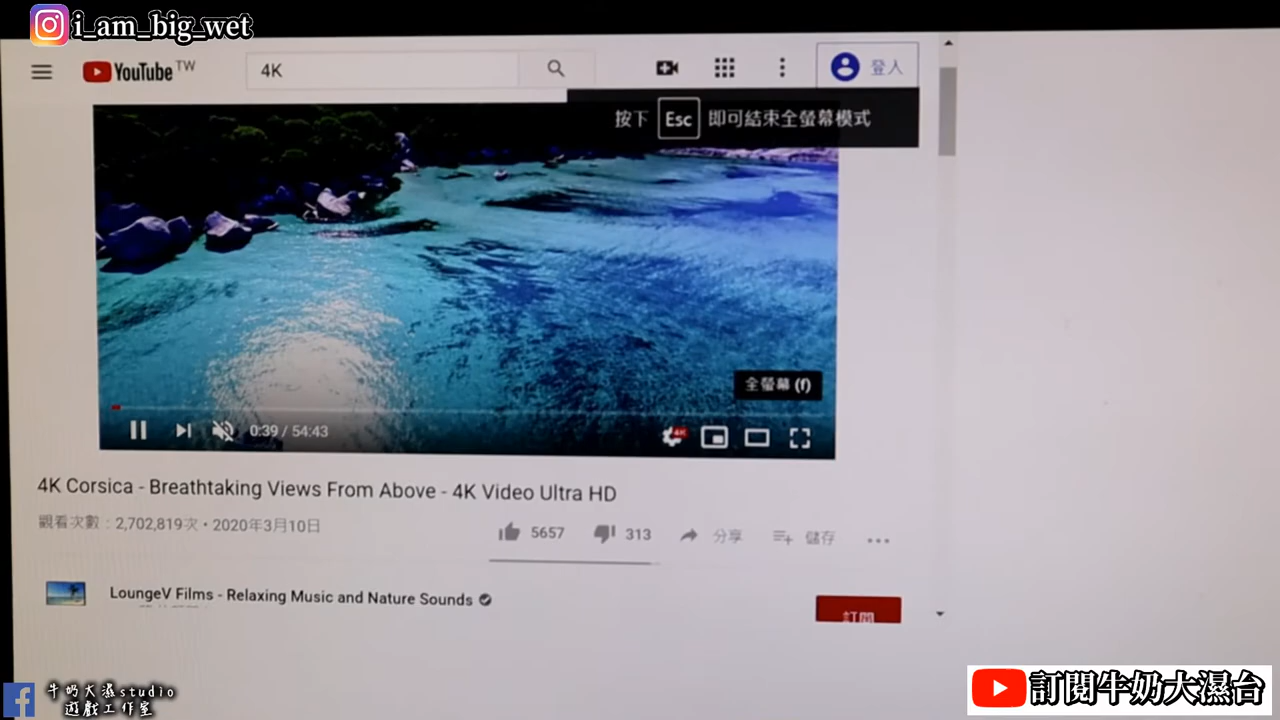 i_am_big_wet
YouTube TW
4K
登入
按下 Esc 即可結束全螢幕模式
全螢幕 (f)
0:39 / 54:43
4K
4K Corsica - Breathtaking Views From Above - 4K Video Ultra HD
觀看次數：2,702,819次 • 2020年3月10日
5657
313
分享
儲存
LoungeV Films - Relaxing Music and Nature Sounds
訂閱
牛奶大濕studio
遊戲工作室
訂閱牛奶大濕台